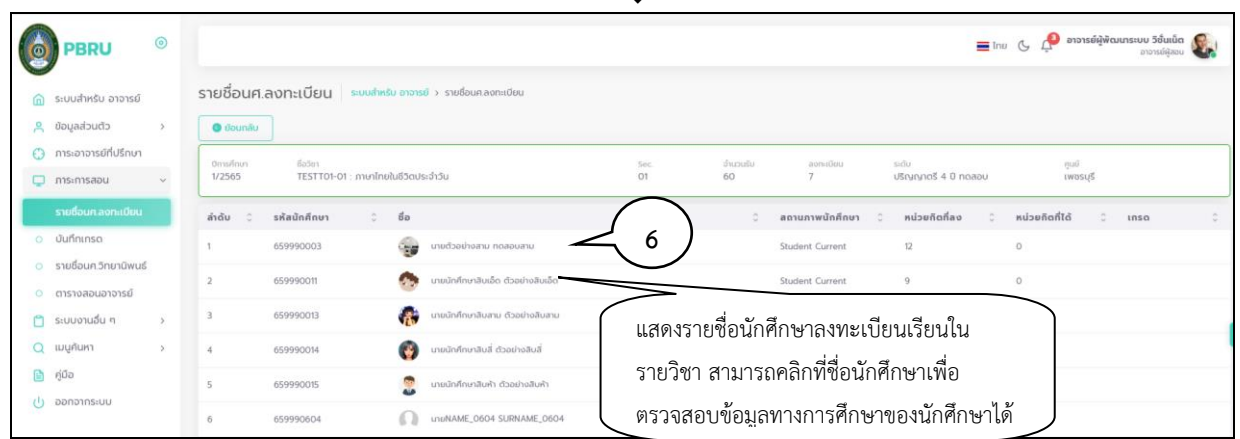 PBRU
ไทย
3
อาจารย์ผู้พัฒนาระบบ วิชั่นเน็ต
อาจารย์ผู้สอน
ระบบสำหรับ อาจารย์
ข้อมูลส่วนตัว
ภาระอาจารย์ที่ปรึกษา
ภาระการสอน
รายชื่อนศ.ลงทะเบียน
บันทึกเกรด
รายชื่อนศ.วิทยานิพนธ์
ตารางสอนอาจารย์
ระบบงานอื่น ๆ
เมนูค้นหา
คู่มือ
ออกจากระบบ
รายชื่อนศ.ลงทะเบียน ระบบสำหรับ อาจารย์ > รายชื่อนศ.ลงทะเบียน
ย้อนกลับ
ปีการศึกษา ชื่อวิชา Sec. จำนวนรับ ลงทะเบียน ระดับ ศูนย์
1/2565 TESTT01-01 : ภาษาไทยในชีวิตประจำวัน 01 60 7 ปริญญาตรี 4 ปี ทดสอบ เพชรบุรี
ลำดับ รหัสนักศึกษา ชื่อ สถานภาพนักศึกษา หน่วยกิตที่ลง หน่วยกิตที่ได้ เกรด
1 659990003 นายตัวอย่างสาม ทดสอบสาม Student Current 12 0
2 659990011 นายนักศึกษาสิบเอ็ด ตัวอย่างสิบเอ็ด Student Current 9 0
3 659990013 นายนักศึกษาสิบสาม ตัวอย่างสิบสาม
4 659990014 นายนักศึกษาสิบสี่ ตัวอย่างสิบสี่
5 659990015 นายนักศึกษาสิบห้า ตัวอย่างสิบห้า
6 659990604 นายNAME_0604 SURNAME_0604
6
แสดงรายชื่อนักศึกษาลงทะเบียนเรียนใน
รายวิชา สามารถคลิกที่ชื่อนักศึกษาเพื่อ
ตรวจสอบข้อมูลทางการศึกษาของนักศึกษาได้